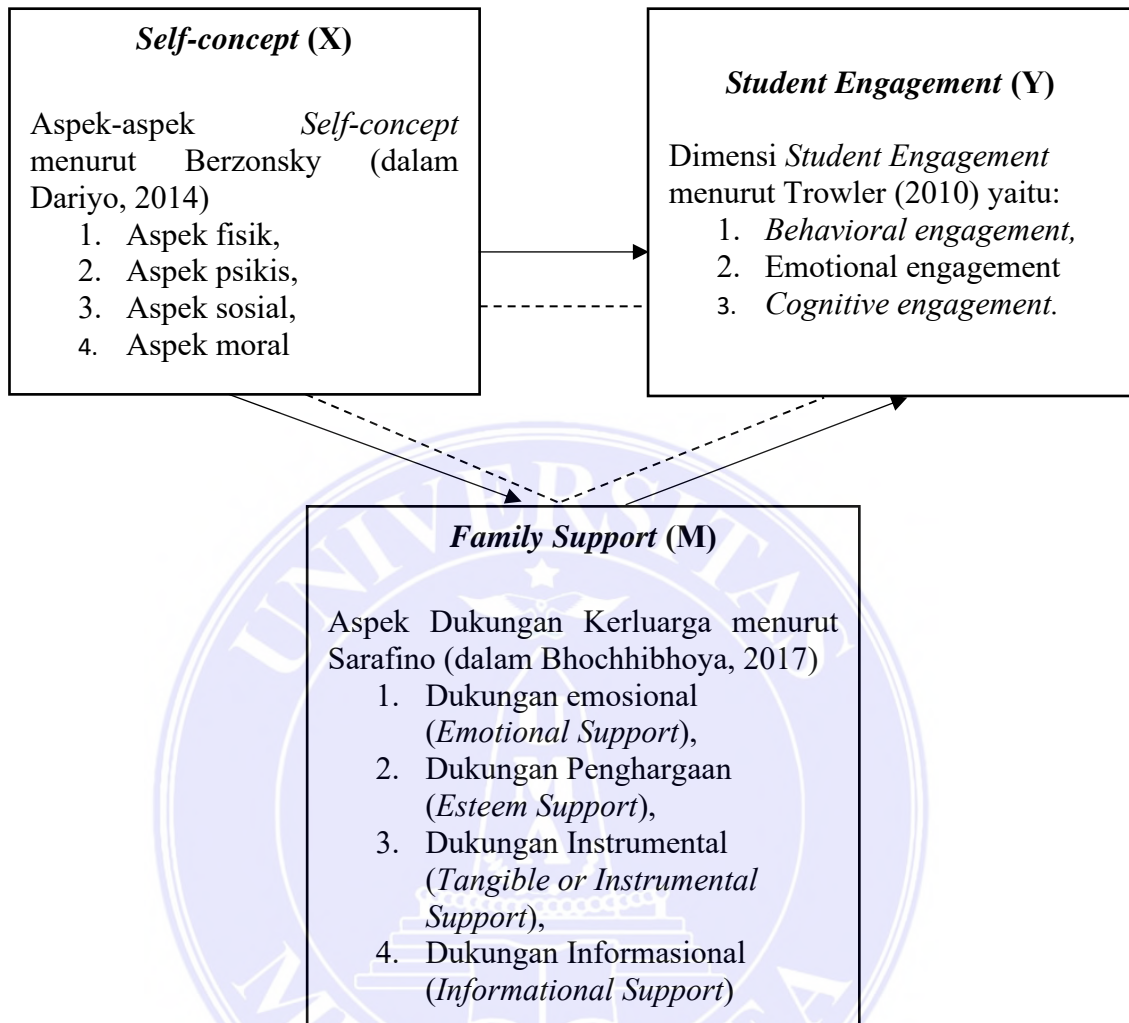 Self-concept (X)
Aspek-aspek Self-concept
menurut Berzonsky (dalam
Dariyo, 2014)
1. Aspek fisik,
2. Aspek psikis,
3. Aspek sosial,
4. Aspek moral
Student Engagement (Y)
Dimensi Student Engagement
menurut Trowler (2010) yaitu:
1. Behavioral engagement,
2. Emotional engagement
3. Cognitive engagement.
Family Support (M)
Aspek Dukungan Kerluarga menurut
Sarafino (dalam Bhochhibhoya, 2017)
1. Dukungan emosional
(Emotional Support),
2. Dukungan Penghargaan
(Esteem Support),
3. Dukungan Instrumental
(Tangible or Instrumental
Support),
4. Dukungan Informasional
(Informational Support)
UNIVERSITAS